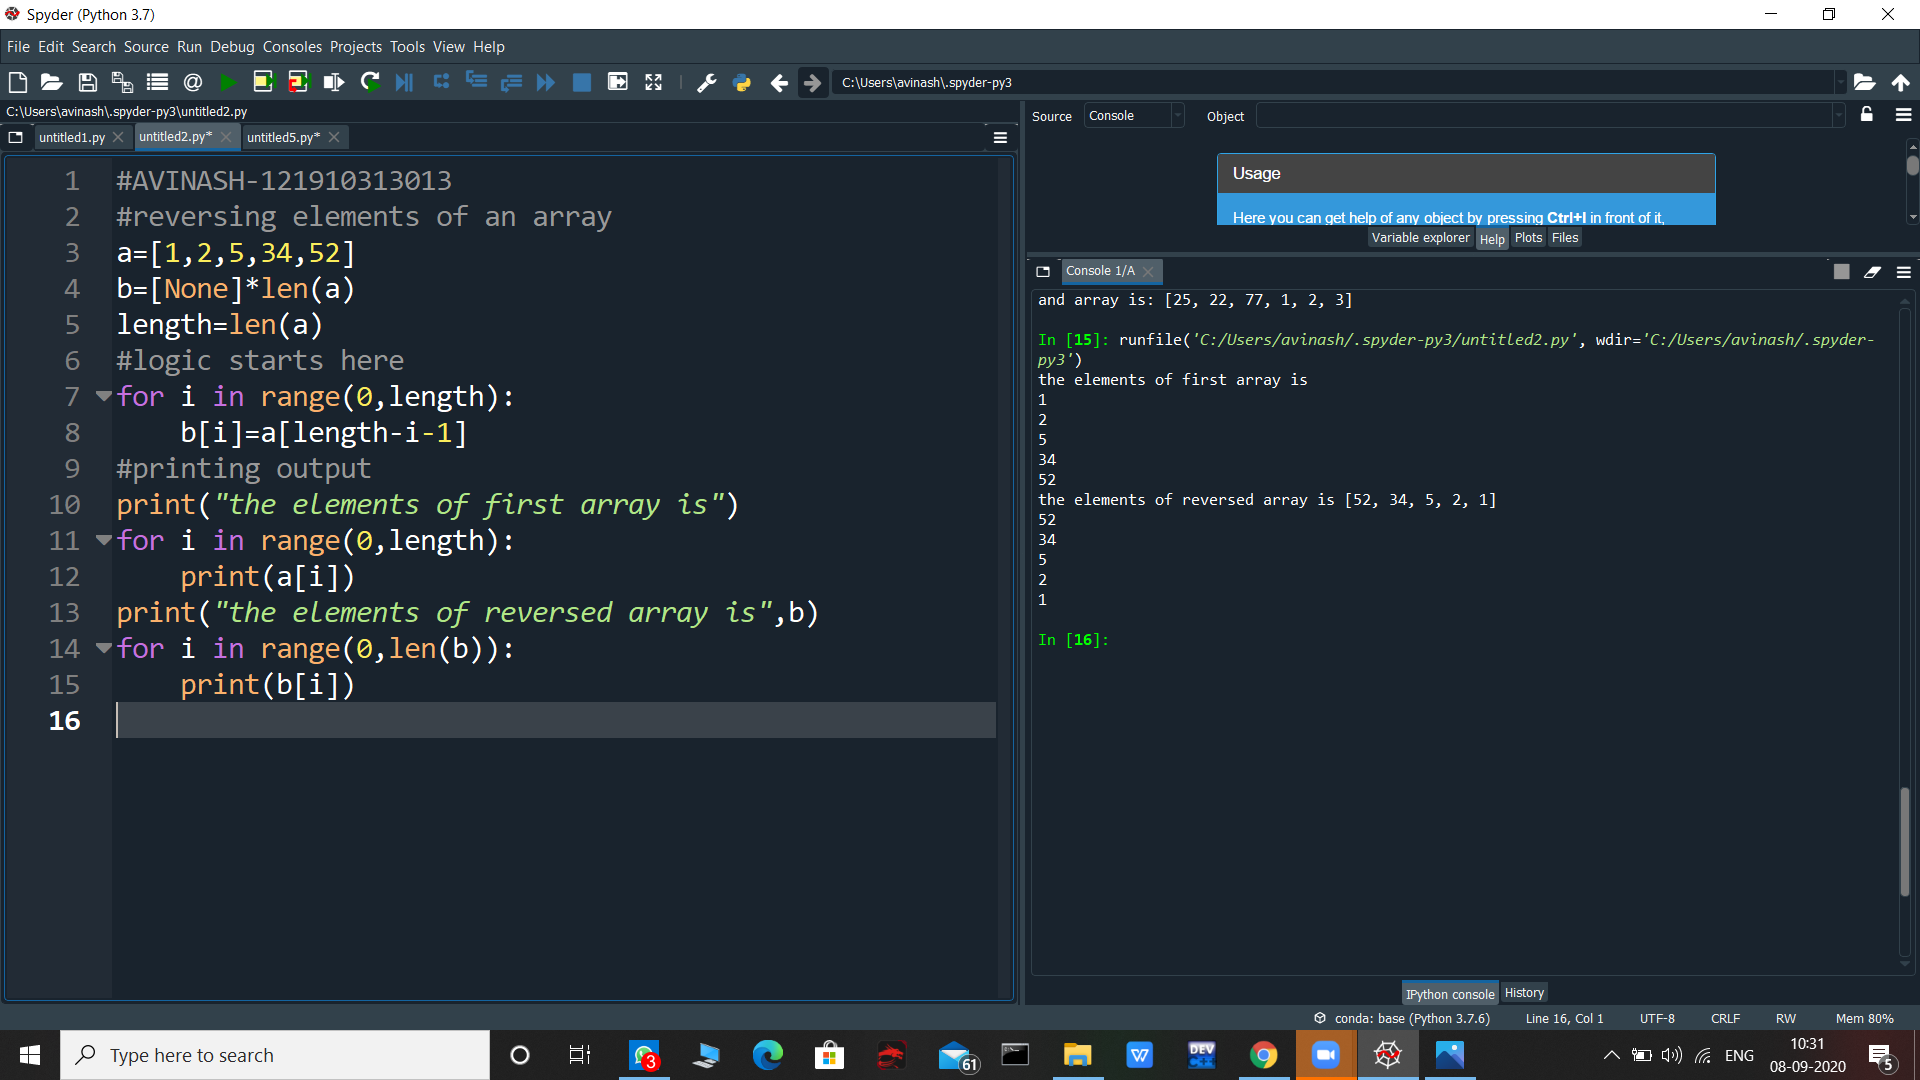 Spyder (Python 3.7)
File Edit Search Source Run Debug Consoles Projects Tools View Help
C:\Users\avinash\.spyder-py3
C:\Users\avinash\.spyder-py3\untitled2.py
untitled1.py untitled2.py* untitled5.py*
1 #AVINASH-121910313013
2 #reversing elements of an array
3 a=[1,2,5,34,52]
4 b=[None]*len(a)
5 length=len(a)
6 #logic starts here
7 for i in range(0,length):
8     b[i]=a[length-i-1]
9 #printing output
10 print("the elements of first array is")
11 for i in range(0,length):
12     print(a[i])
13 print("the elements of reversed array is",b)
14 for i in range(0,len(b)):
15     print(b[i])
16
Source Console Object
Usage
Here you can get help of any object by pressing Ctrl+I in front of it,
Variable explorer Help Plots Files
Console 1/A
and array is: [25, 22, 77, 1, 2, 3]
In [15]: runfile('C:/Users/avinash/.spyder-py3/untitled2.py', wdir='C:/Users/avinash/.spyder-
py3')
the elements of first array is
1
2
5
34
52
the elements of reversed array is [52, 34, 5, 2, 1]
52
34
5
2
1
In [16]:
IPython console History
conda: base (Python 3.7.6) Line 16, Col 1 UTF-8 CRLF RW Mem 80%
Type here to search
3
61
W
DEV
ENG
10:31
08-09-2020
5